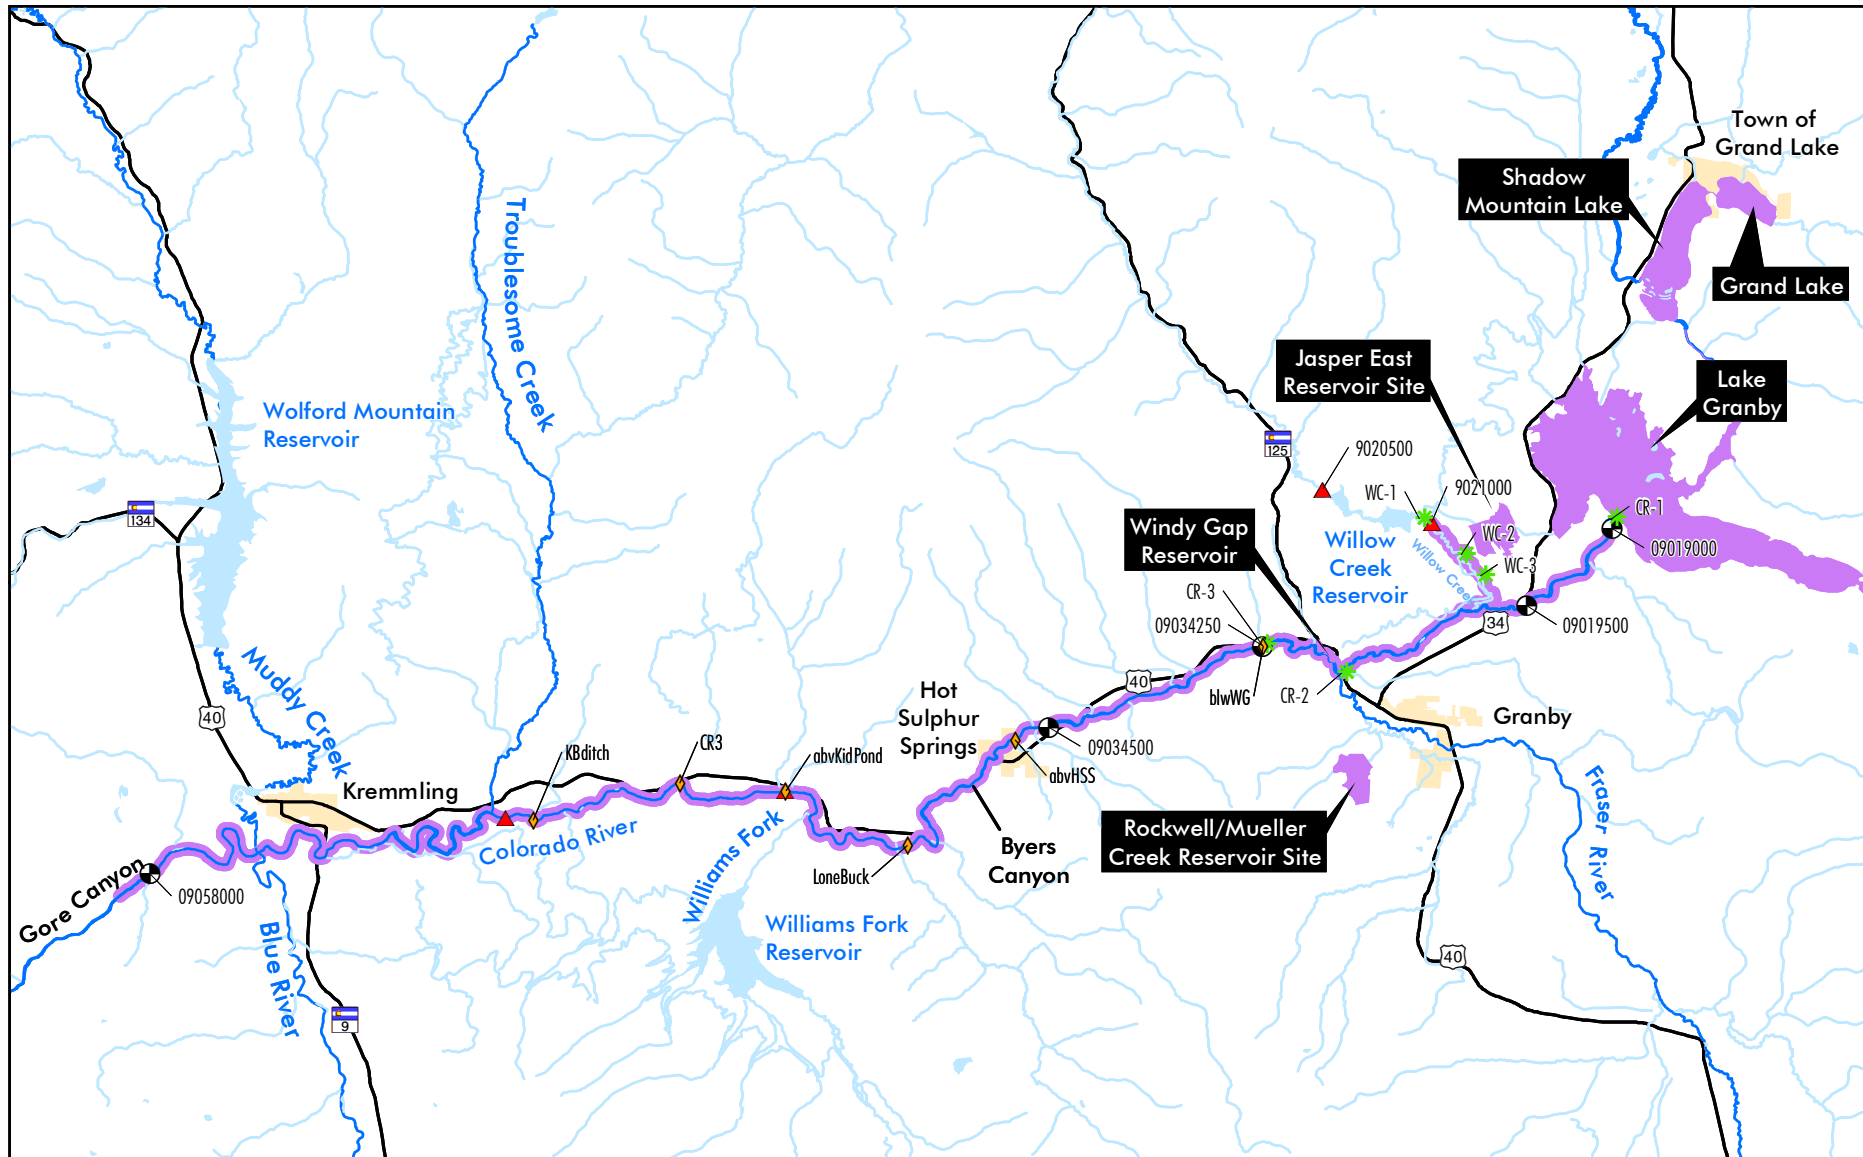 Town of
Grand Lake
Shadow
Mountain Lake
Grand Lake
Troublesome Creek
Jasper East
Reservoir Site
Lake
Granby
Wolford Mountain
Reservoir
125
9020500
WC-1
9021000
134
Windy Gap
Reservoir
WC-2
CR-1
09019000
Willow
Creek
Reservoir
Willow Creek
WC-3
CR-3
09034250
34
09019500
Muddy Creek
40
40
blwWG
CR-2
Hot
Sulphur
Springs
Granby
09034500
KBditch
CR3
abvKidPond
abvHSS
Kremmling
Fraser River
Colorado River
Williams Fork
Byers
Canyon
Rockwell/Mueller
Creek Reservoir Site
LoneBuck
Gore Canyon
09058000
Blue River
Williams Fork
Reservoir
40
9